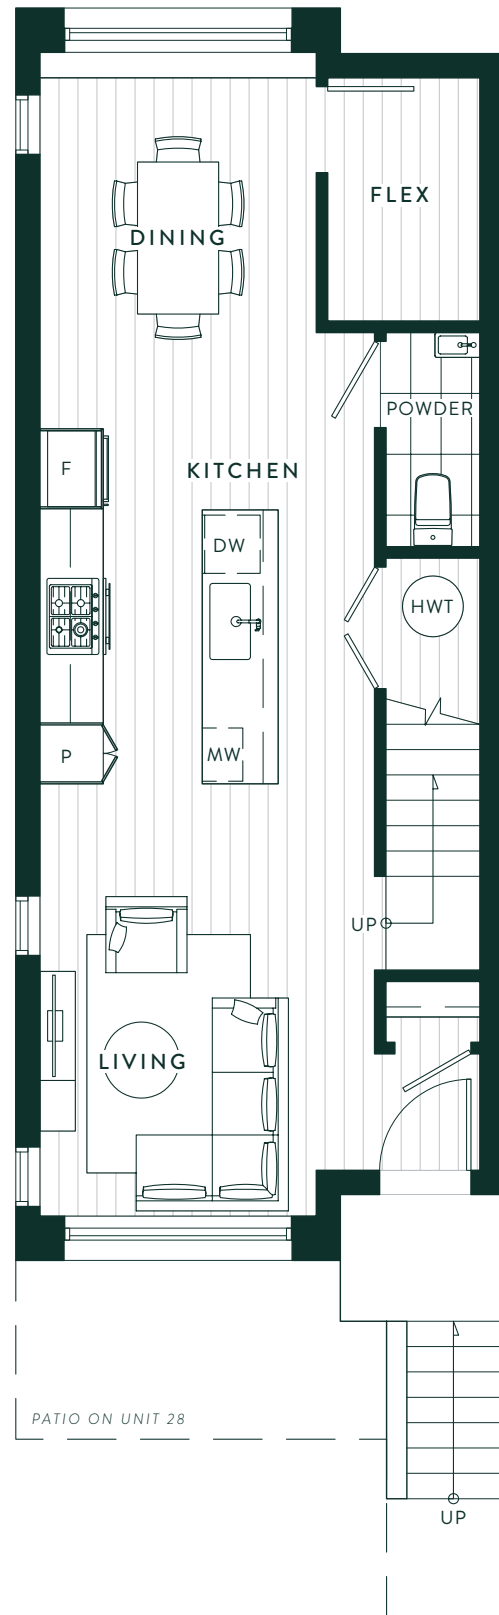 FLEX
DINING
POWDER
KITCHEN
F
DW
HWT
P
MW
UP
LIVING
PATIO ON UNIT 28
UP